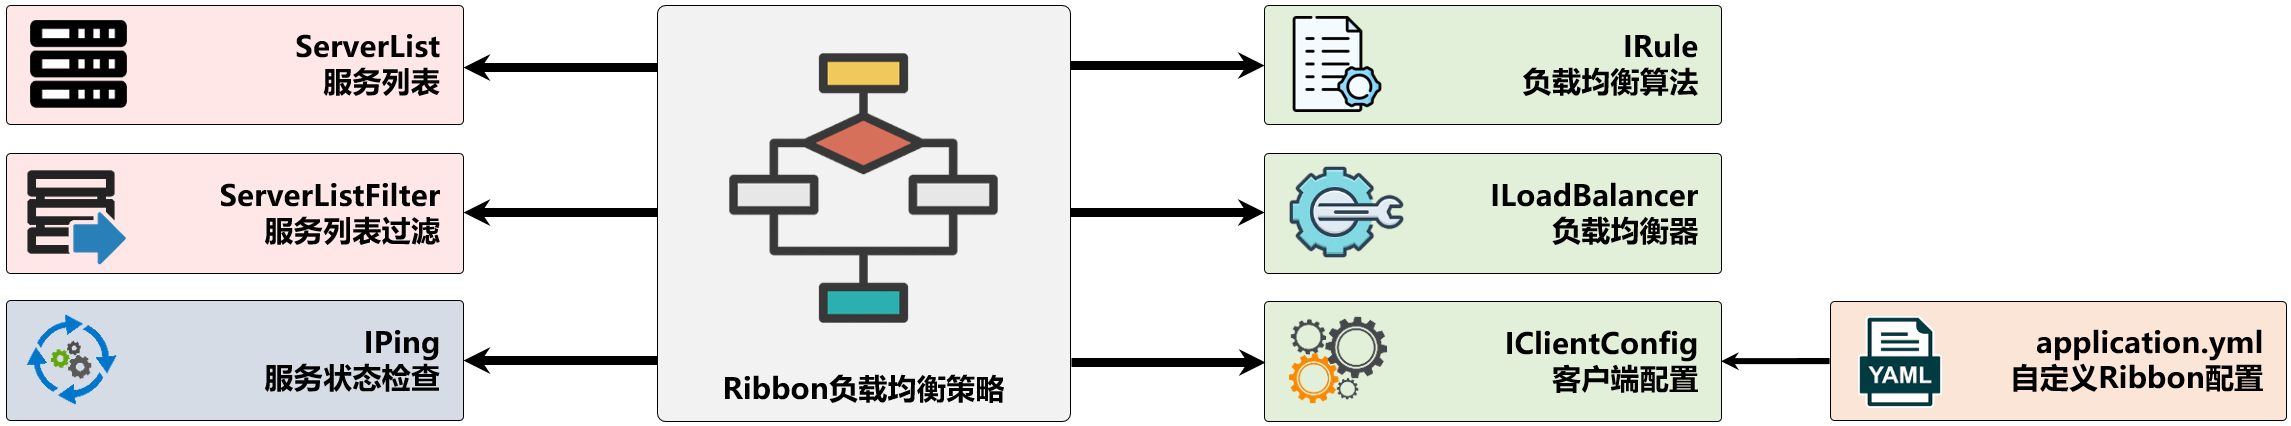 ServerList
服务列表
ServerListFilter
服务列表过滤
IPing
服务状态检查
Ribbon负载均衡策略
IRule
负载均衡算法
ILoadBalancer
负载均衡器
IClientConfig
客户端配置
YAML
application.yml
自定义Ribbon配置